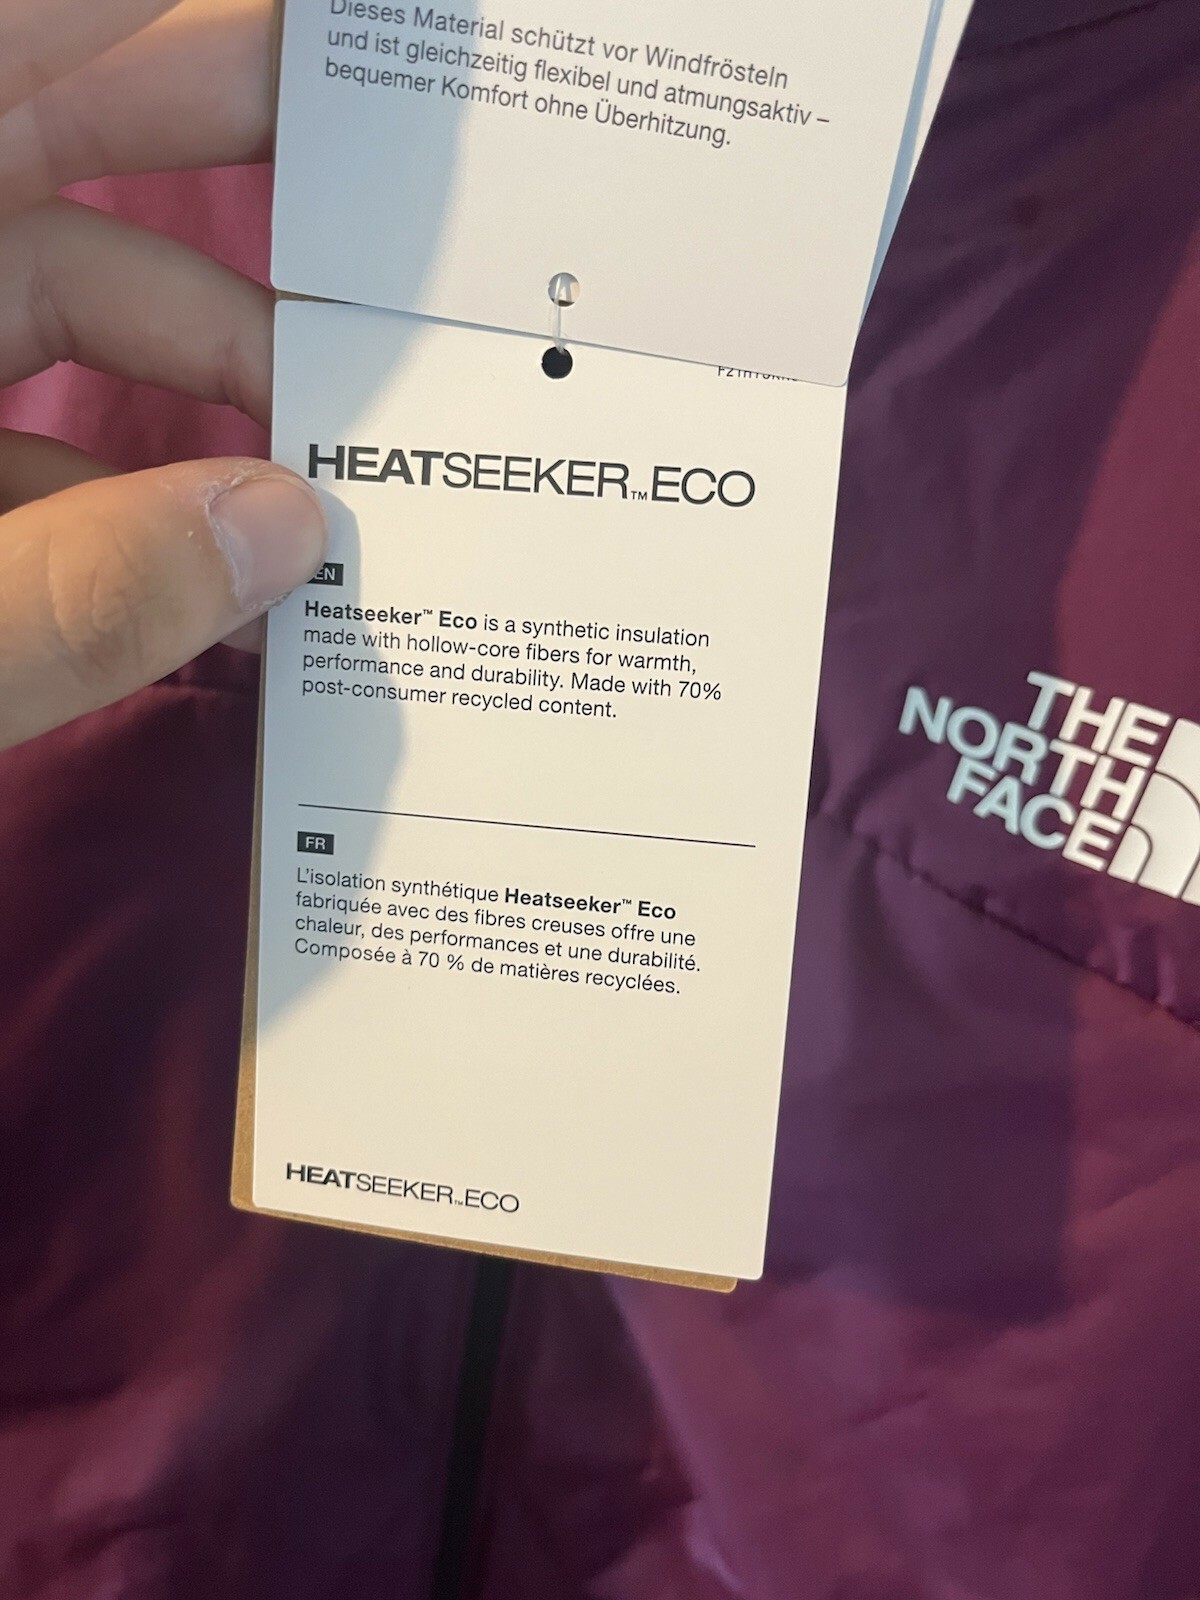 Dieses Material schützt vor Windfrösteln
und ist gleichzeitig flexibel und atmungsaktiv –
bequemer Komfort ohne Überhitzung.
HEATSEEKER™ECO
EN
Heatseeker™ Eco is a synthetic insulation
made with hollow-core fibers for warmth,
performance and durability. Made with 70%
post-consumer recycled content.
FR
L'isolation synthétique Heatseeker™ Eco
fabriquée avec des fibres creuses offre une
chaleur, des performances et une durabilité.
Composée à 70 % de matières recyclées.
HEATSEEKER™ECO
THE
NORTH
FACE